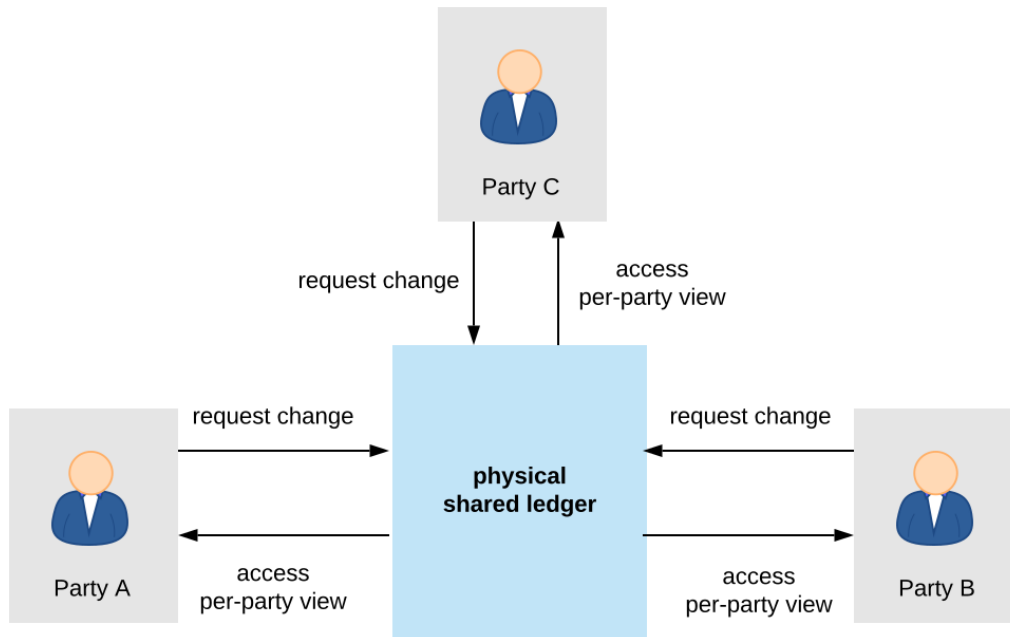 Party C
request change
access
per-party view
request change
request change
physical
shared ledger
Party A
access
per-party view
access
per-party view
Party B